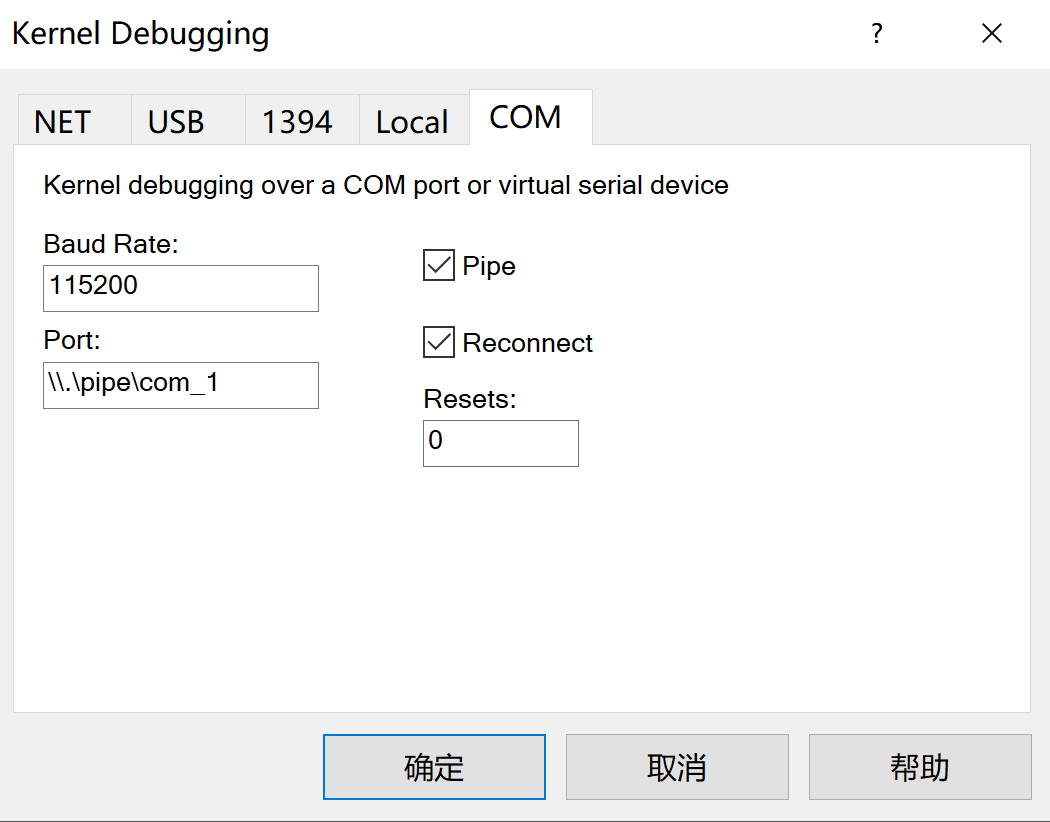 Kernel Debugging ?
NET USB 1394 Local COM
Kernel debugging over a COM port or virtual serial device
Baud Rate:
115200
Pipe
Port:
\\.\pipe\com_1
Reconnect
Resets:
0
确定 取消 帮助